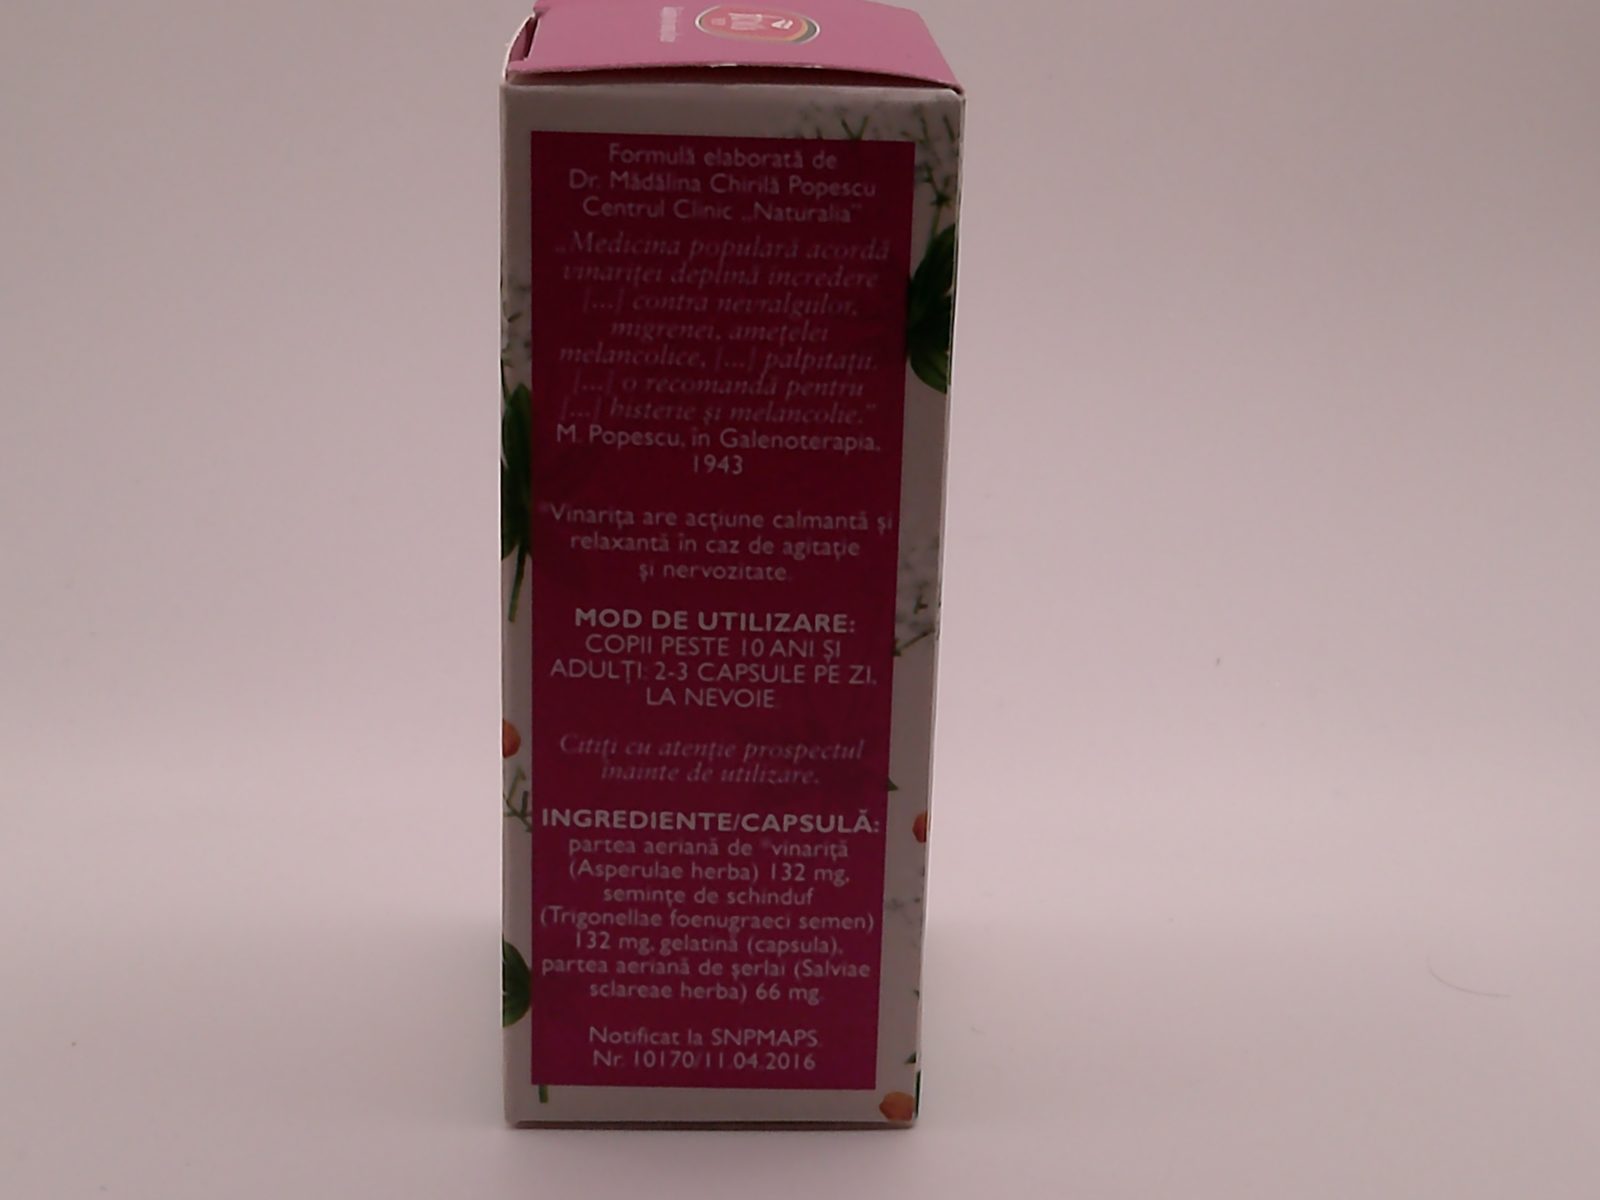 Formulă elaborată de
Dr. Mădălina Chirilă Popescu
Centrul Clinic „Naturalia”
„Medicina populară acordă
vinariței deplină încredere
[...] contra nevralgiilor,
migrenei, amețelei
melancolice, [...] palpitații.
[...] o recomandă pentru
[...] histerie și melancolie.”
M. Popescu, în Galenoterapia,
1943
*Vinarița are acțiune calmantă și
relaxantă în caz de agitație
și nervozitate.
MOD DE UTILIZARE:
COPII PESTE 10 ANI ȘI
ADULȚI: 2-3 CAPSULE PE ZI,
LA NEVOIE.
Citiți cu atenție prospectul
înainte de utilizare.
INGREDIENTE/CAPSULĂ:
partea aeriană de *vinariță
(Asperulae herba) 132 mg,
semințe de schinduf
(Trigonellae foenugraeci semen)
132 mg, gelatină (capsula),
partea aeriană de șerlai (Salviae
sclareae herba) 66 mg.
Notificat la SNPMAPS
Nr. 10170/11.04.2016